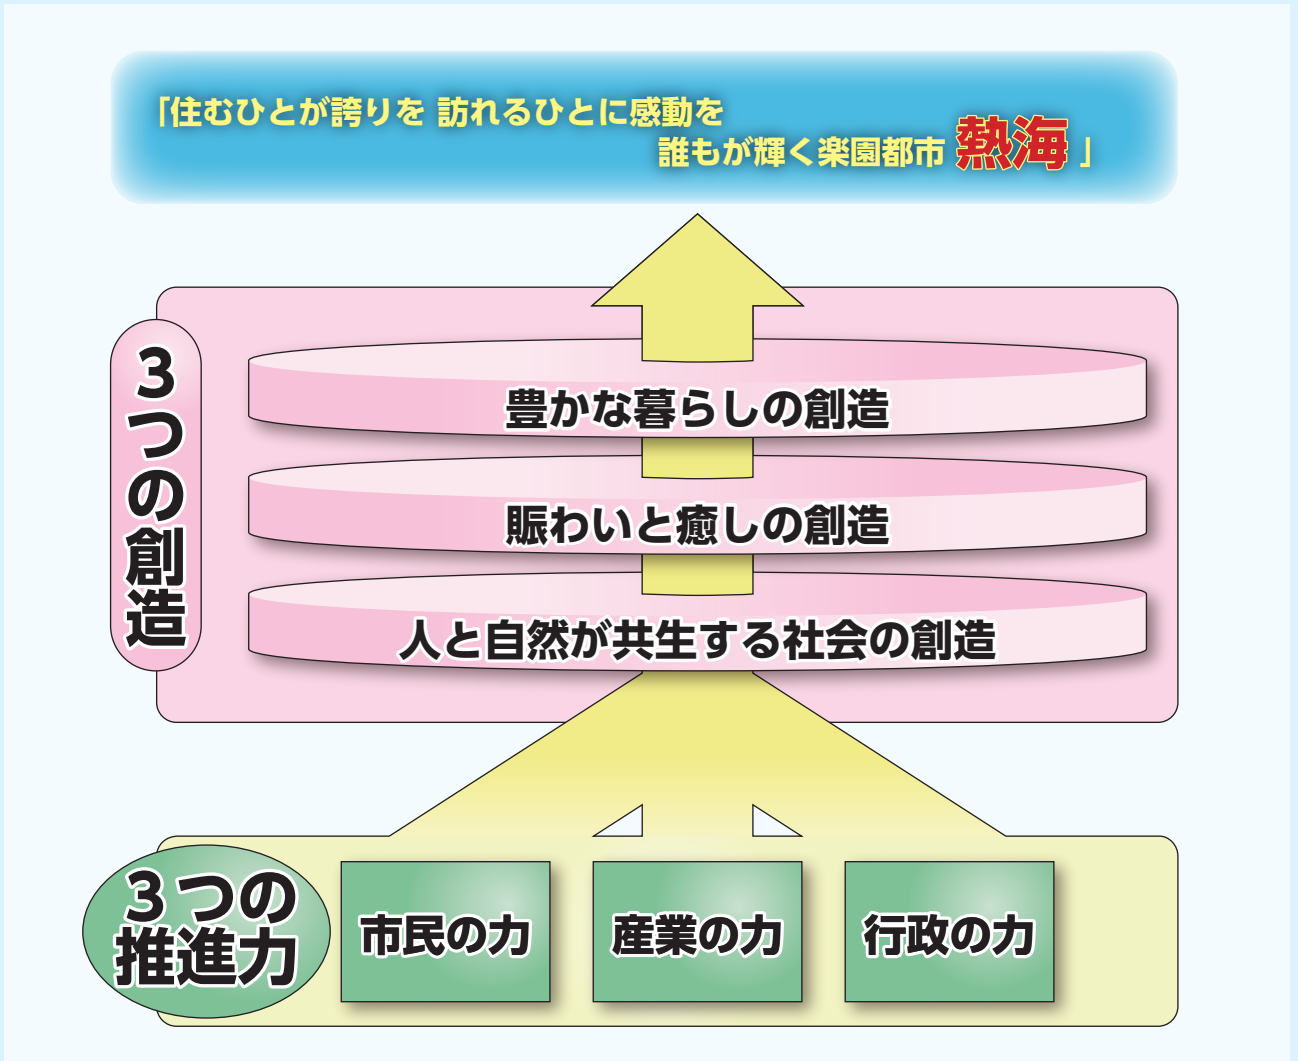 「住むひとが誇りを 訪れるひとに感動を
誰もが輝く楽園都市 熱海」
3つの創造
豊かな暮らしの創造
賑わいと癒しの創造
人と自然が共生する社会の創造
3つの
推進力
市民の力
産業の力
行政の力